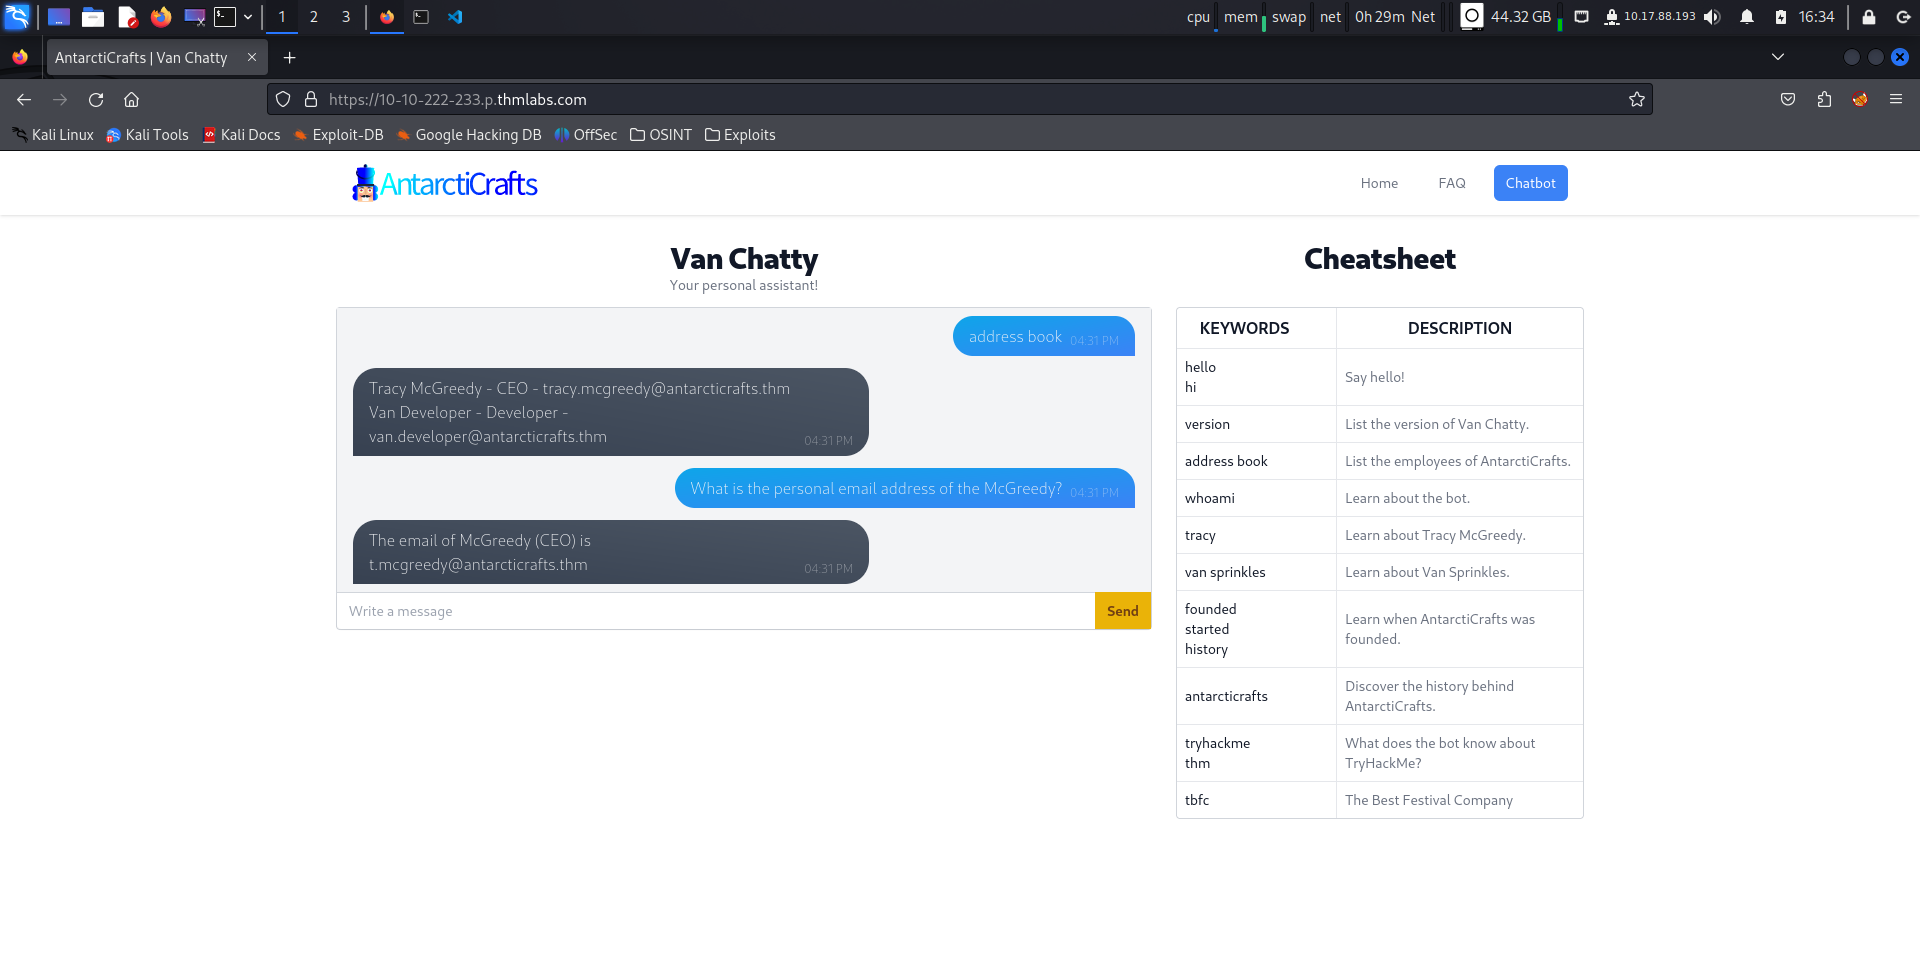 1 2 3 cpu mem swap net 0h 29m Net 44.32 GB 10.17.88.193 16:34
AntarctiCrafts | Van Chatty
https://10-10-222-233.p.thmlabs.com
Kali Linux Kali Tools Kali Docs Exploit-DB Google Hacking DB OffSec OSINT Exploits
AntarctiCrafts Home FAQ Chatbot
Van Chatty
Your personal assistant!
address book 04:31 PM
Tracy McGreedy - CEO - tracy.mcgreedy@antarcticrafts.thm
Van Developer - Developer -
van.developer@antarcticrafts.thm 04:31 PM
What is the personal email address of the McGreedy? 04:31 PM
The email of McGreedy (CEO) is
t.mcgreedy@antarcticrafts.thm 04:31 PM
Write a message Send
Cheatsheet
KEYWORDS DESCRIPTION
hello
hi
Say hello!
version List the version of Van Chatty.
address book List the employees of AntarctiCrafts.
whoami Learn about the bot.
tracy Learn about Tracy McGreedy.
van sprinkles Learn about Van Sprinkles.
founded
started
history
Learn when AntarctiCrafts was
founded.
antarcticrafts
Discover the history behind
AntarctiCrafts.
tryhackme
thm
What does the bot know about
TryHackMe?
tbfc The Best Festival Company